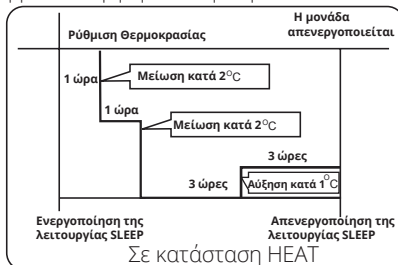 Ρύθμιση Θερμοκρασίας
Η μονάδα
απενεργοποιείται
1 ώρα
Μείωση κατά 2°C
1 ώρα
Μείωση κατά 2°C
3 ώρες
3 ώρες
Αύξηση κατά 1°C
Ενεργοποίηση της
λειτουργίας SLEEP
Απενεργοποίηση της
λειτουργίας SLEEP
Σε κατάσταση HEAT